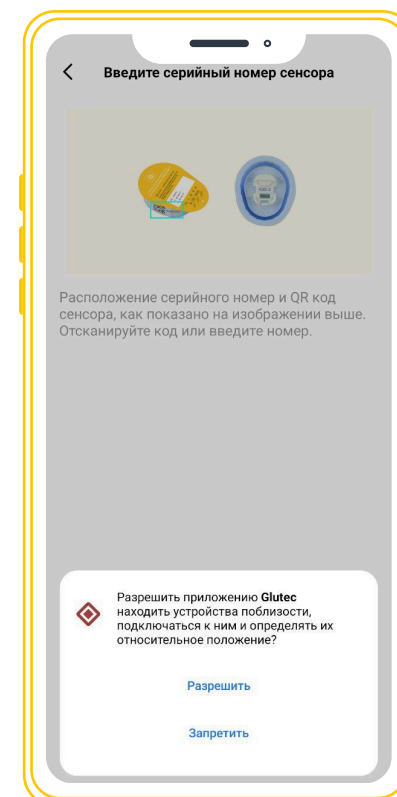 Введите серийный номер сенсора
Расположение серийного номер и QR код
сенсора, как показано на изображении выше.
Отсканируйте код или введите номер.
Разрешить приложению Glutec
находить устройства поблизости,
подключаться к ним и определять их
относительное положение?
Разрешить
Запретить